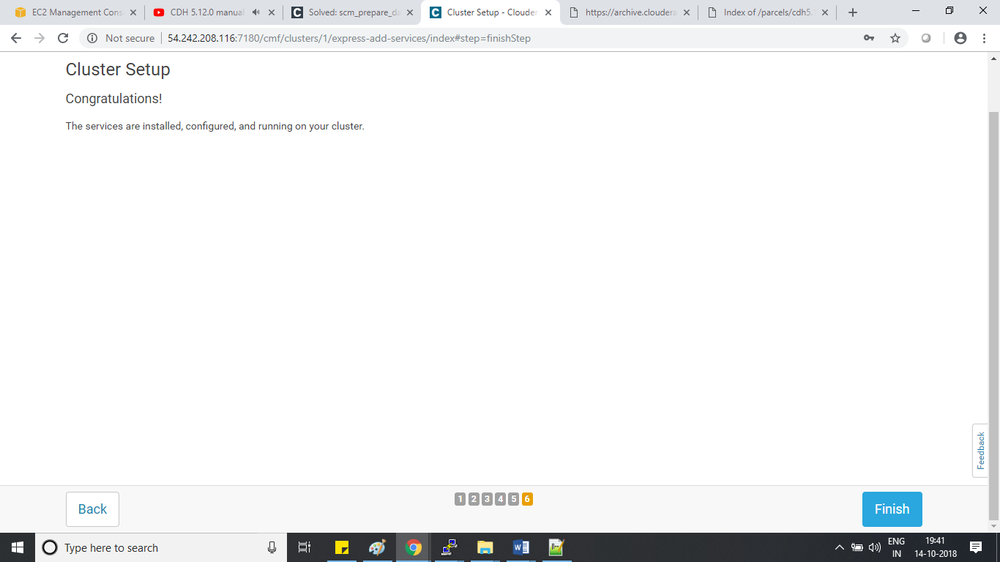 EC2 Management Cons
CDH 5.12.0 manual
Solved: scm_prepare_da
Cluster Setup - Clouder
https://archive.cloudera
Index of /parcels/cdh5.
Not secure
54.242.208.116:7180/cmf/clusters/1/express-add-services/index#step=finishStep
Cluster Setup
Congratulations!
The services are installed, configured, and running on your cluster.
Feedback
Back
1 2 3 4 5 6
Finish
Type here to search
ENG
IN
19:41
14-10-2018